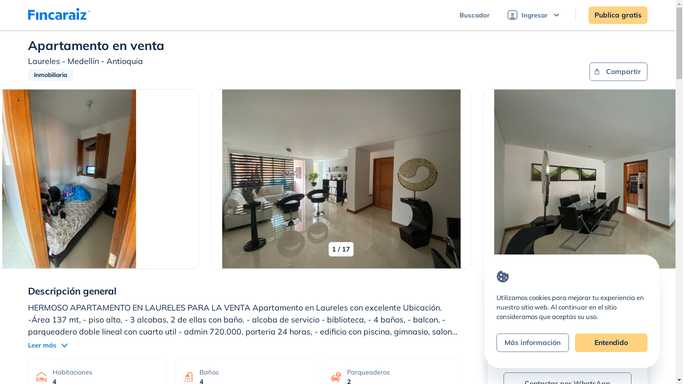 Fincaraiz
Buscador
Ingresar
Publica gratis
Apartamento en venta
Laureles - Medellín - Antioquia
Inmobiliaria
Compartir
1 / 17
Descripción general
HERMOSO APARTAMENTO EN LAURELES PARA LA VENTA Apartamento en Laureles con excelente Ubicación.
-Área 137 mt, - piso alto, - 3 alcobas, 2 de ellas con baño, - alcoba de servicio - biblioteca, - 4 baños, - balcon. -
parqueadero doble lineal con cuarto util - admin 720.000, porteria 24 horas, - edificio con piscina, gimnasio, salon...
Leer más
Habitaciones
4
Baños
4
Parqueaderos
2
Utilizamos cookies para mejorar tu experiencia en
nuestro sitio web. Al continuar en el sitio
consideramos que aceptas su uso.
Más información
Entendido
Contactar por WhatsApp